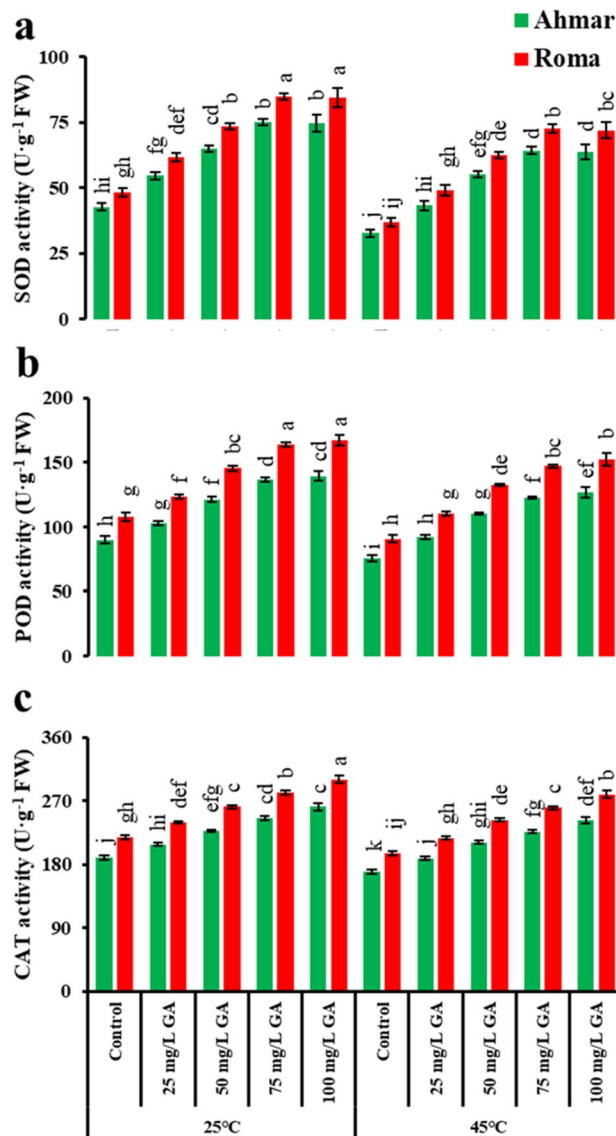 a
Ahmar
Roma
SOD activity (U·g⁻¹ FW)
100
75
50
25
0
hi gh fg def cd b b a b a j ij hi gh efg de d b d bc
b
POD activity (U·g⁻¹ FW)
200
150
100
50
0
h g g f f bc d a cd a i h h g g de f bc ef b
c
CAT activity (U·g⁻¹ FW)
360
270
180
90
0
j gh hi def efg c cd b c a k ij j gh ghi de fg c def b
Control
25 mg/L GA
50 mg/L GA
75 mg/L GA
100 mg/L GA
Control
25 mg/L GA
50 mg/L GA
75 mg/L GA
100 mg/L GA
25°C
45°C